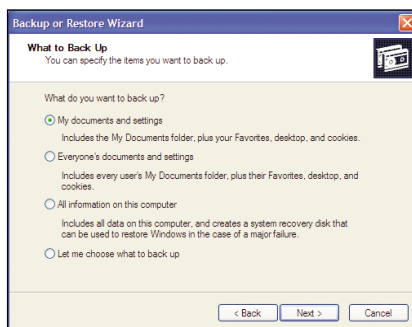 Backup or Restore Wizard
What to Back Up
You can specify the items you want to back up.
What do you want to back up?
My documents and settings
Includes the My Documents folder, plus your Favorites, desktop, and cookies.
Everyone's documents and settings
Includes every user's My Documents folder, plus their Favorites, desktop, and
cookies.
All information on this computer
Includes all data on this computer, and creates a system recovery disk that
can be used to restore Windows in the case of a major failure.
Let me choose what to back up
< Back Next > Cancel